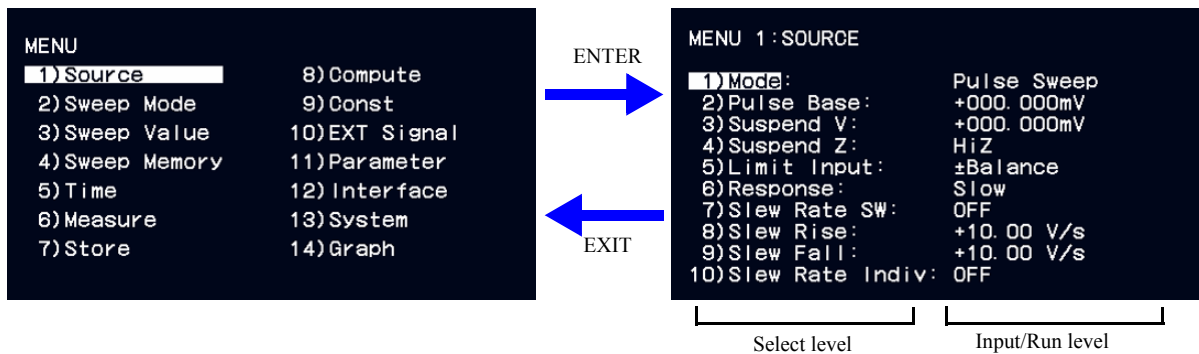 MENU
1)Source
2)Sweep Mode
3)Sweep Value
4)Sweep Memory
5)Time
6)Measure
7)Store
8)Compute
9)Const
10)EXT Signal
11)Parameter
12)Interface
13)System
14)Graph
ENTER
EXIT
MENU 1:SOURCE
1)Mode: Pulse Sweep
2)Pulse Base: +000.000mV
3)Suspend V: +000.000mV
4)Suspend Z: HiZ
5)Limit Input: ±Balance
6)Response: Slow
7)Slew Rate SW: OFF
8)Slew Rise: +10.00 V/s
9)Slew Fall: +10.00 V/s
10)Slew Rate Indiv: OFF
Select level
Input/Run level